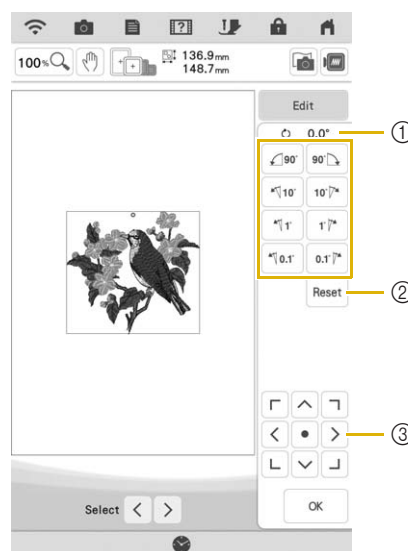 100% 136.9mm
148.7mm
Edit
① 0.0°
90° 90°
10° 10°
1° 1°
0.1° 0.1°
② Reset
③
Select
OK